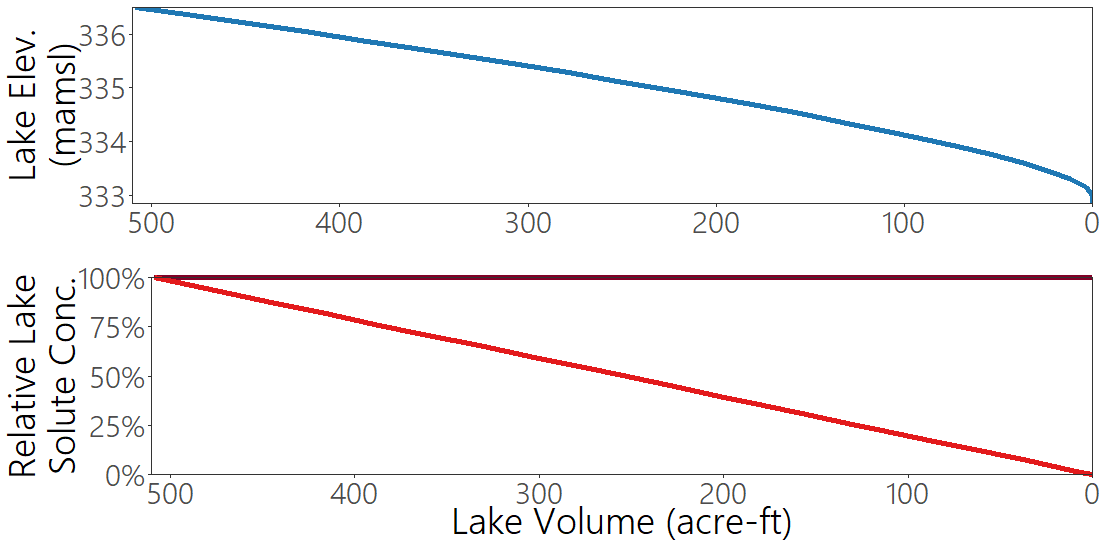 Lake Elev.
(mamsl)
336
335
334
333
500 400 300 200 100 0
Relative Lake
Solute Conc.
100%
75%
50%
25%
0%
500 400 300 200 100 0
Lake Volume (acre-ft)